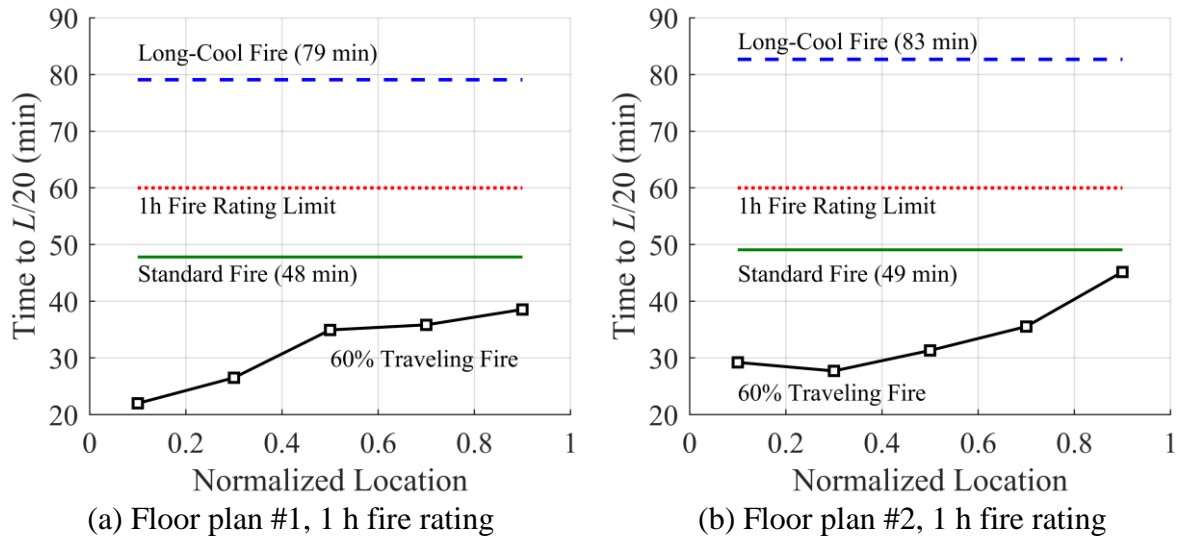 90
80
70
60
50
40
30
20
Time to L/20 (min)
Long-Cool Fire (79 min)
1h Fire Rating Limit
Standard Fire (48 min)
60% Traveling Fire
0
0.2
0.4
0.6
0.8
1
Normalized Location
(a) Floor plan #1, 1 h fire rating
90
80
70
60
50
40
30
20
Time to L/20 (min)
Long-Cool Fire (83 min)
1h Fire Rating Limit
Standard Fire (49 min)
60% Traveling Fire
0
0.2
0.4
0.6
0.8
1
Normalized Location
(b) Floor plan #2, 1 h fire rating